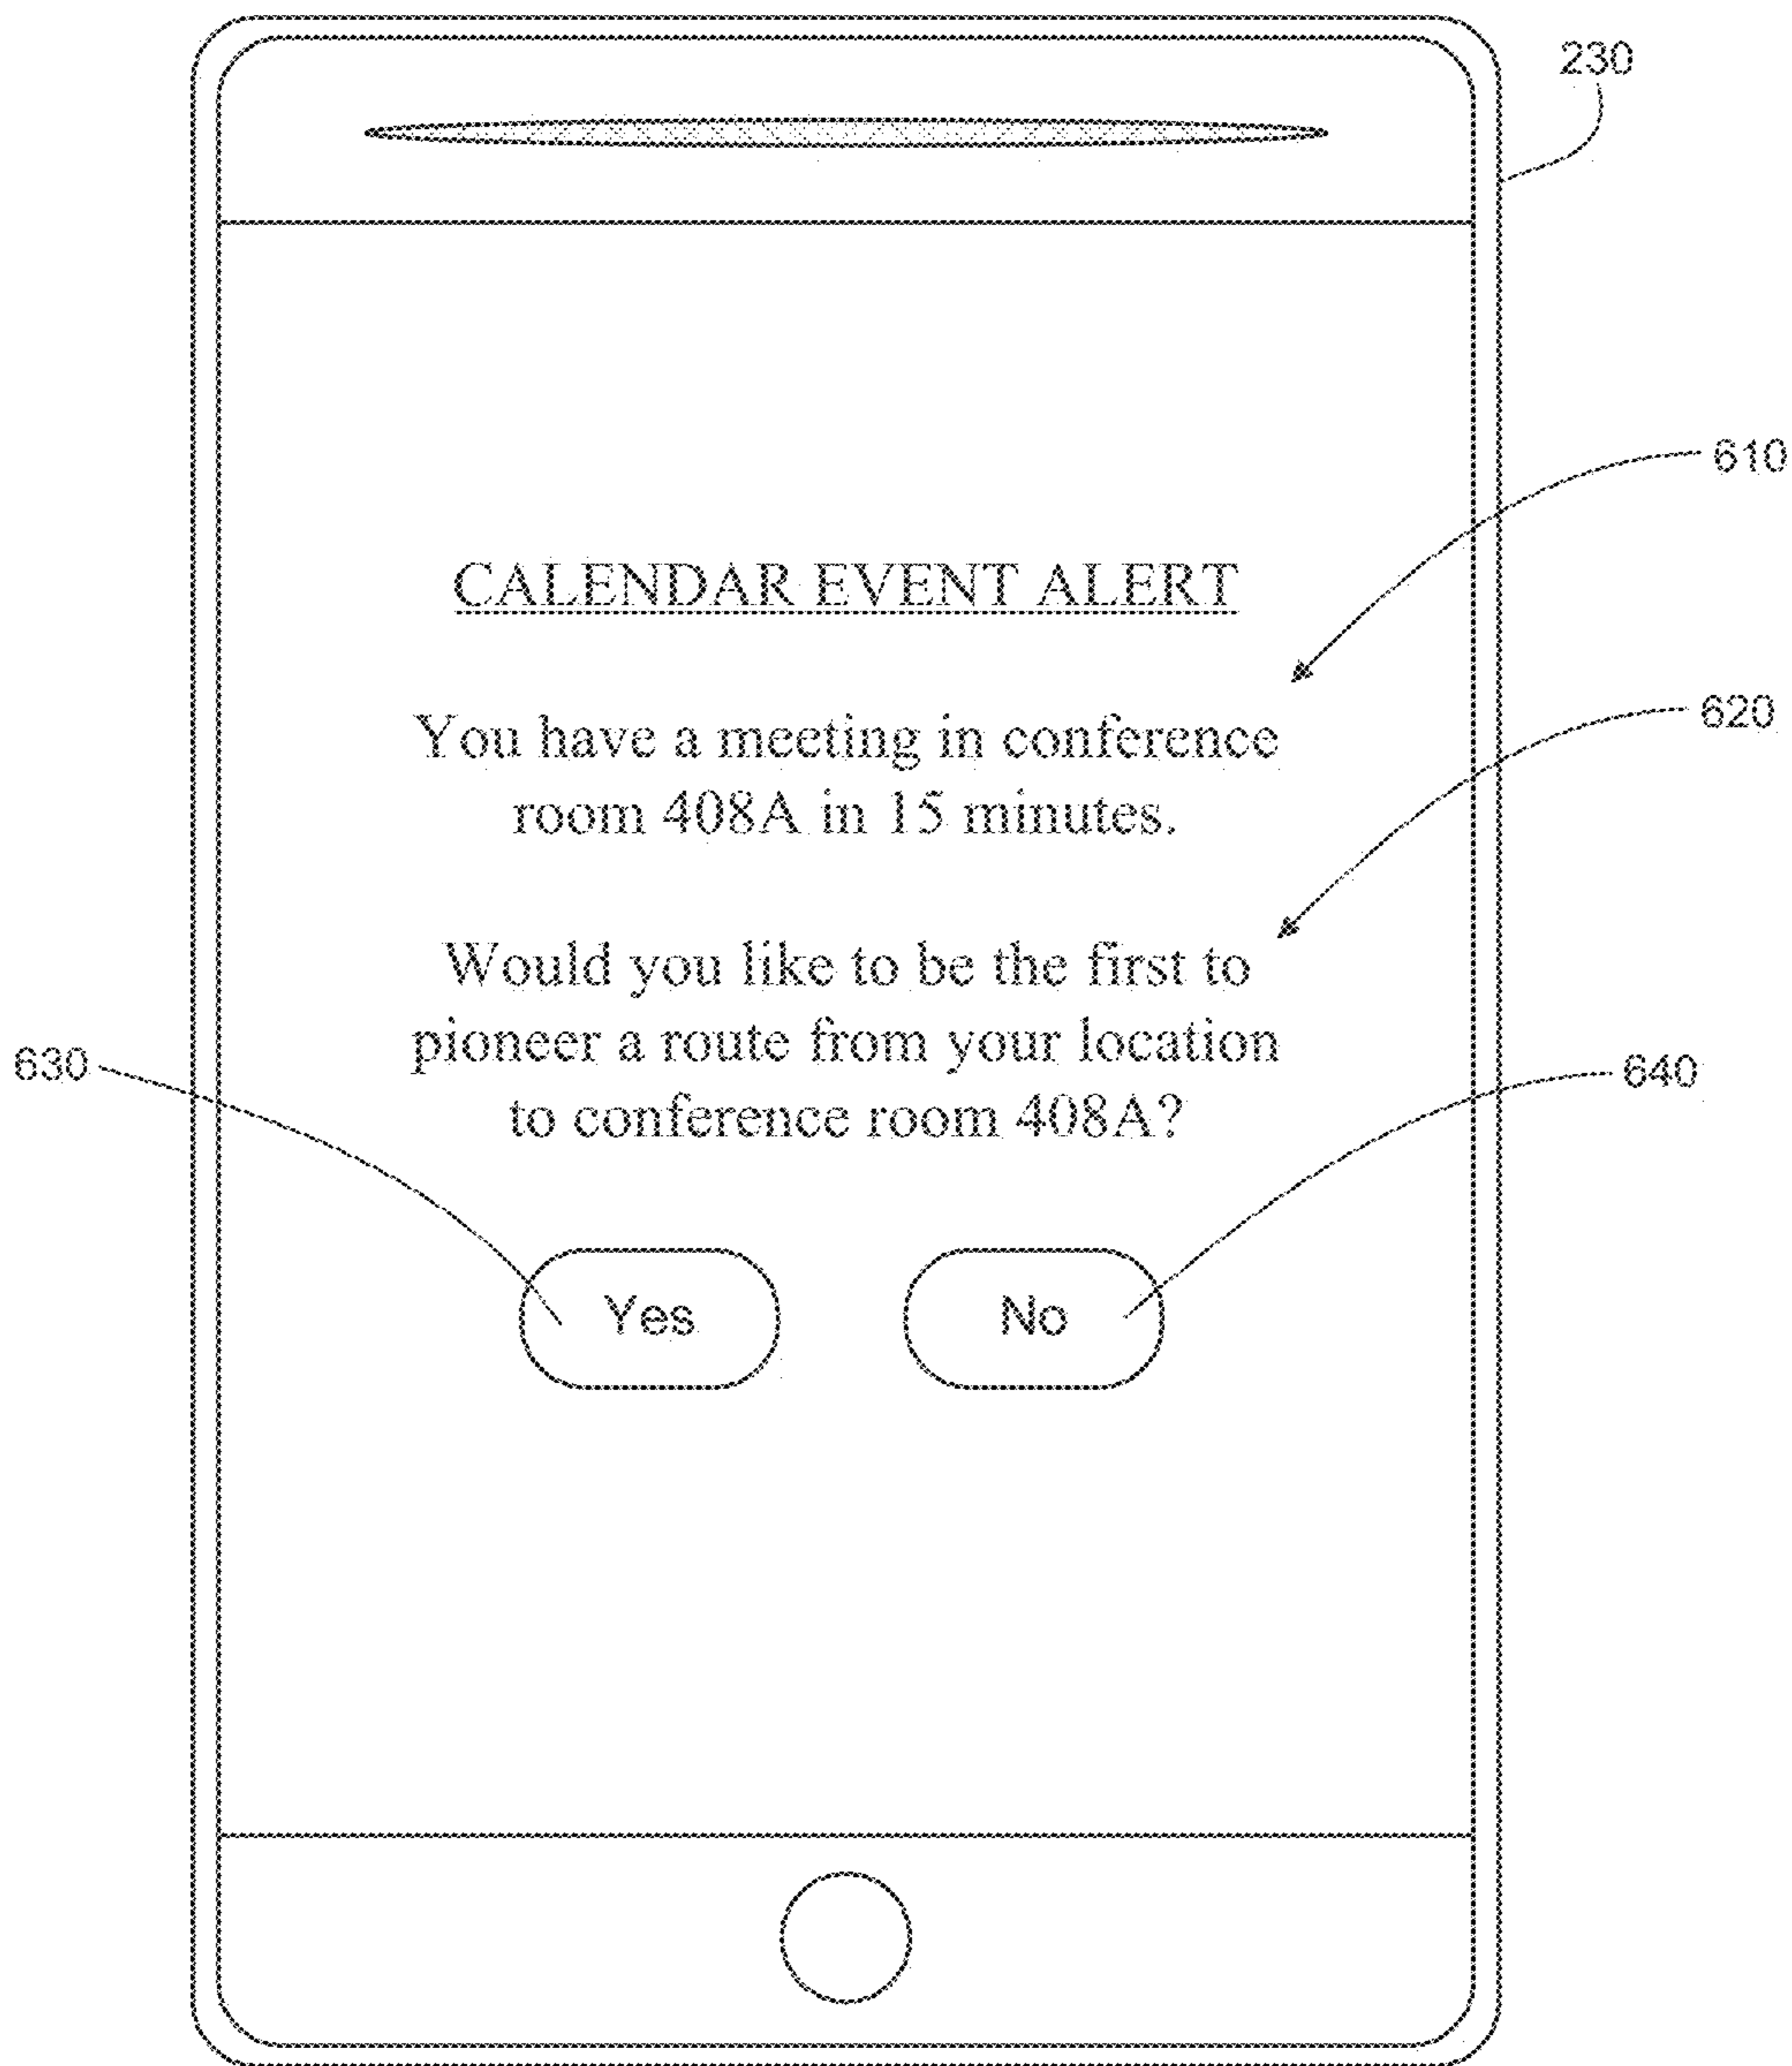 230
610
CALENDAR EVENT ALERT
620
You have a meeting in conference
room 408A in 15 minutes.
Would you like to be the first to
pioneer a route from your location
to conference room 408A?
630
640
Yes
No